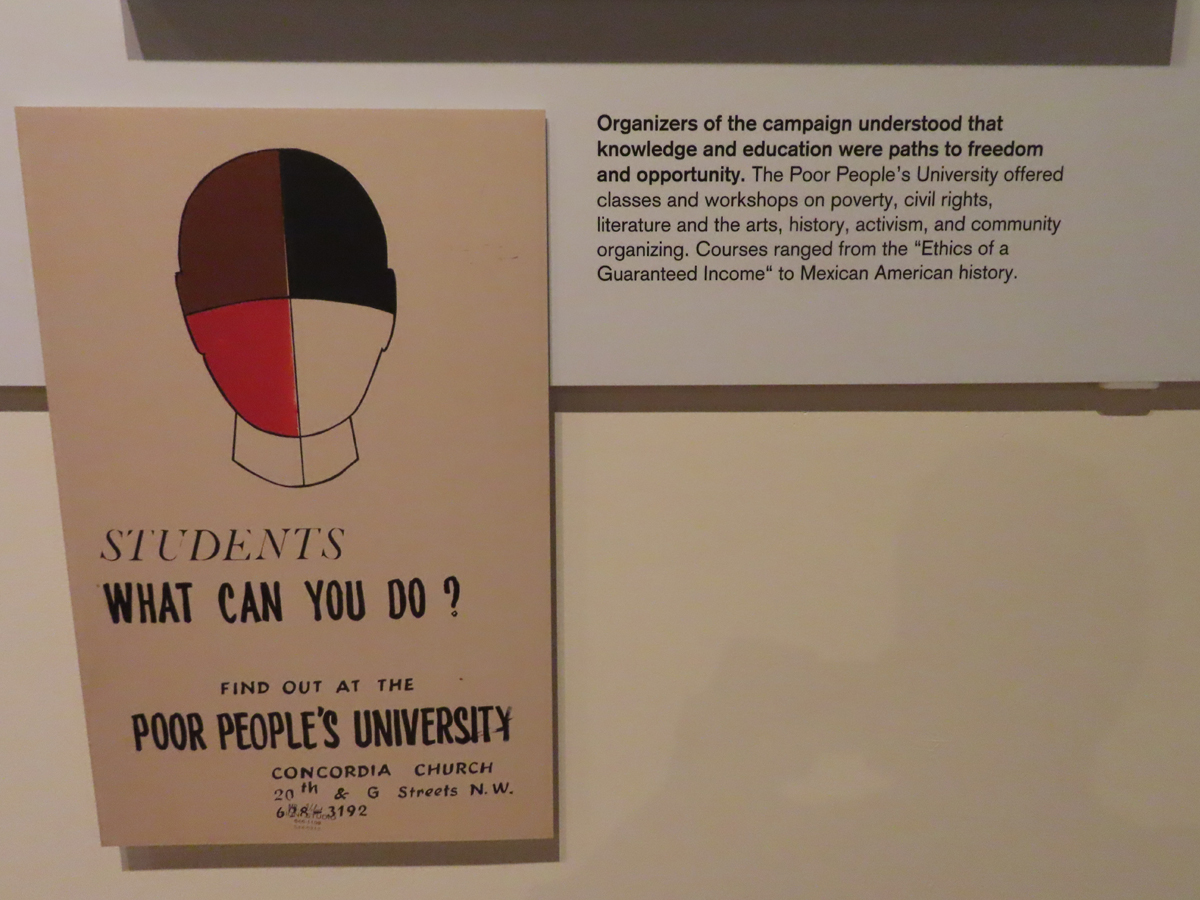 STUDENTS
WHAT CAN YOU DO ?
FIND OUT AT THE
POOR PEOPLE'S UNIVERSITY
CONCORDIA CHURCH
20th & G Streets N.W.
628-3192
Organizers of the campaign understood that
knowledge and education were paths to freedom
and opportunity. The Poor People's University offered
classes and workshops on poverty, civil rights,
literature and the arts, history, activism, and community
organizing. Courses ranged from the “Ethics of a
Guaranteed Income“ to Mexican American history.